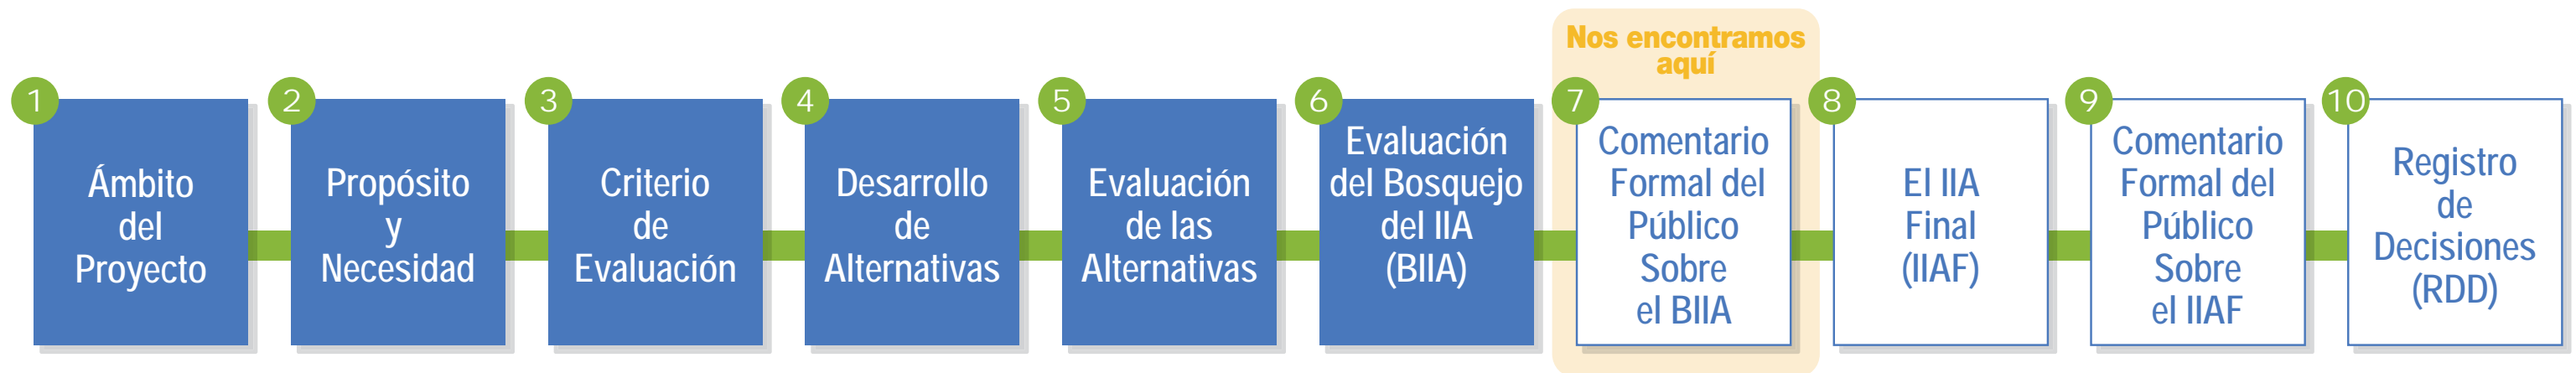 Nos encontramos
aquí
1
Ámbito
del
Proyecto
2
Propósito
y
Necesidad
3
Criterio
de
Evaluación
4
Desarrollo
de
Alternativas
5
Evaluación
de las
Alternativas
6
Evaluación
del Bosquejo
del IIA
(BIIA)
7
Comentario
Formal del
Público
Sobre
el BIIA
8
El IIA
Final
(IIAF)
9
Comentario
Formal del
Público
Sobre
el IIAF
10
Registro
de
Decisiones
(RDD)